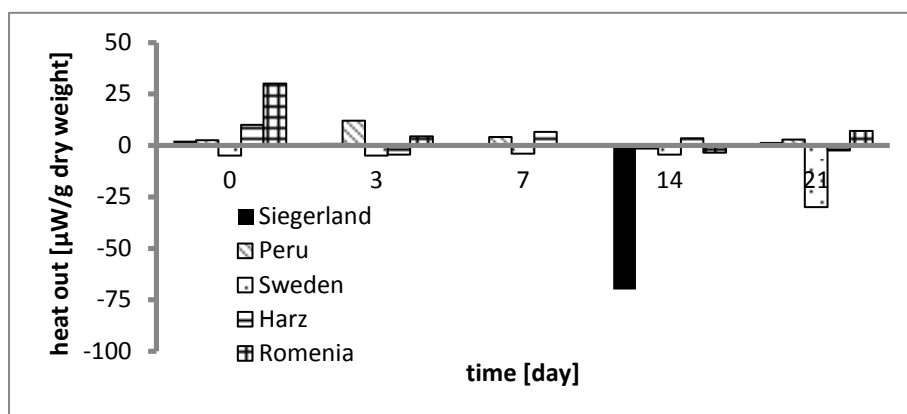 heat out [µW/g dry weight]
50
25
0
-25
-50
-75
-100
0 3 7 14 21
Siegerland
Peru
Sweden
Harz
Romenia
time [day]